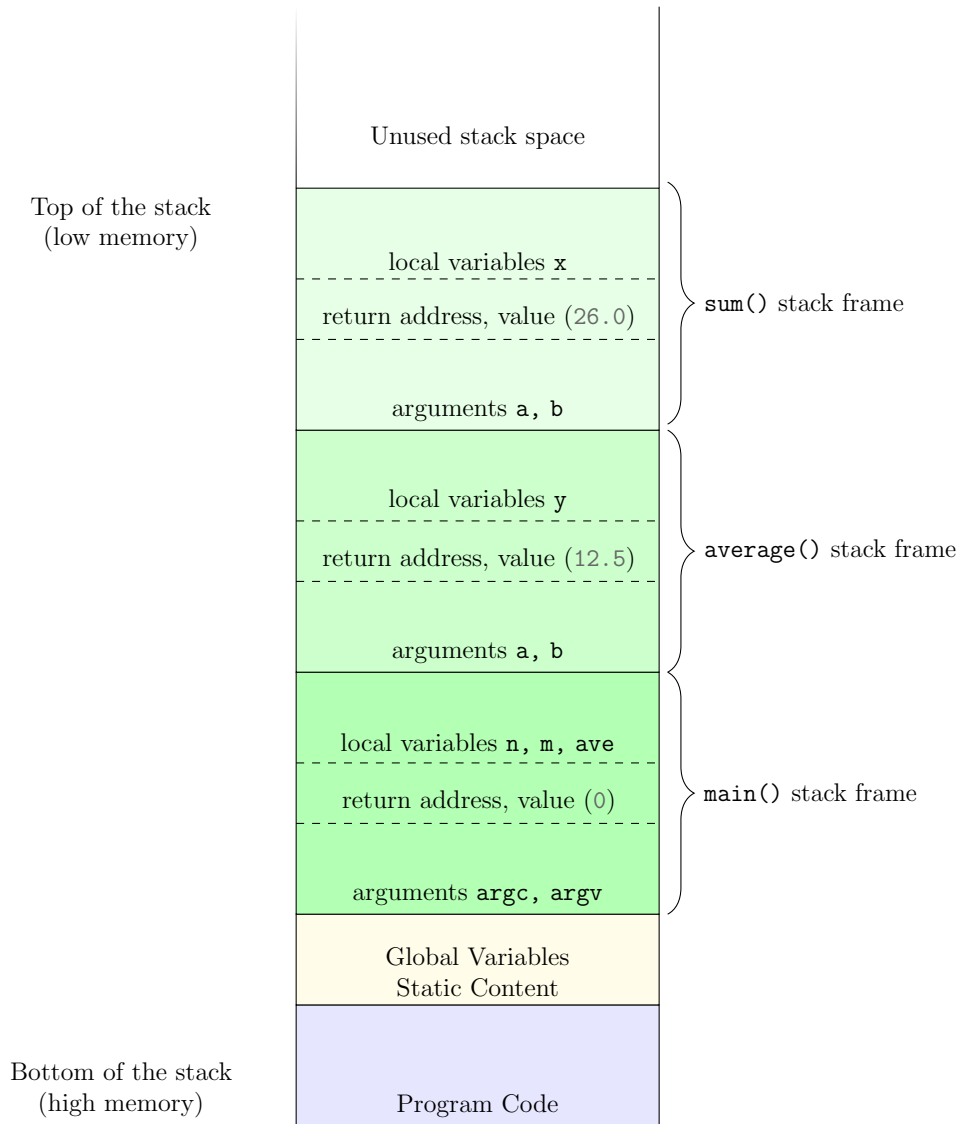 Unused stack space
Top of the stack
(low memory)
local variables x
return address, value (26.0)
arguments a, b
sum() stack frame
local variables y
return address, value (12.5)
arguments a, b
average() stack frame
local variables n, m, ave
return address, value (0)
arguments argc, argv
main() stack frame
Global Variables
Static Content
Bottom of the stack
(high memory)
Program Code